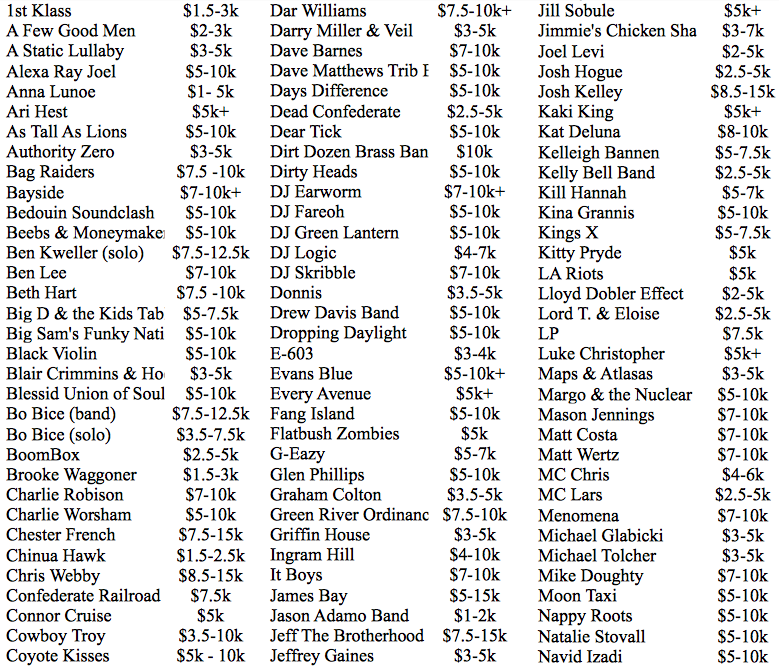 1st Klass $1.5-3k
A Few Good Men $2-3k
A Static Lullaby $3-5k
Alexa Ray Joel $5-10k
Anna Lunoe $1- 5k
Ari Hest $5k+
As Tall As Lions $5-10k
Authority Zero $3-5k
Bag Raiders $7.5 -10k
Bayside $7-10k+
Bedouin Soundclash $5-10k
Beebs & Moneymake $5-10k
Ben Kweller (solo) $7.5-12.5k
Ben Lee $7-10k
Beth Hart $7.5 -10k
Big D & the Kids Tab $5-7.5k
Big Sam's Funky Nati $5-10k
Black Violin $5-10k
Blair Crimmins & Ho $3-5k
Blessid Union of Soul $5-10k
Bo Bice (band) $7.5-12.5k
Bo Bice (solo) $3.5-7.5k
BoomBox $2.5-5k
Brooke Waggoner $1.5-3k
Charlie Robison $7-10k
Charlie Worsham $5-10k
Chester French $7.5-15k
Chinua Hawk $1.5-2.5k
Chris Webby $8.5-15k
Confederate Railroad $7.5k
Connor Cruise $5k
Cowboy Troy $3.5-10k
Coyote Kisses $5k - 10k
Dar Williams $7.5-10k+
Darry Miller & Veil $3-5k
Dave Barnes $7-10k
Dave Matthews Trib $5-10k
Days Difference $5-10k
Dead Confederate $2.5-5k
Dear Tick $5-10k
Dirt Dozen Brass Ban $10k
Dirty Heads $5-10k
DJ Earworm $7-10k+
DJ Fareoh $5-10k
DJ Green Lantern $5-10k
DJ Logic $4-7k
DJ Skribble $7-10k
Donnis $3.5-5k
Drew Davis Band $5-10k
Dropping Daylight $5-10k
E-603 $3-4k
Evans Blue $5-10k+
Every Avenue $5k+
Fang Island $5-10k
Flatbush Zombies $5k
G-Eazy $5-7k
Glen Phillips $5-10k
Graham Colton $3.5-5k
Green River Ordinanc $7.5-10k
Griffin House $3-5k
Ingram Hill $4-10k
It Boys $7-10k
James Bay $5-15k
Jason Adamo Band $1-2k
Jeff The Brotherhood $7.5-15k
Jeffrey Gaines $3-5k
Jill Sobule $5k+
Jimmie's Chicken Sha $3-7k
Joel Levi $2-5k
Josh Hogue $2.5-5k
Josh Kelley $8.5-15k
Kaki King $5k+
Kat Deluna $8-10k
Kelleigh Bannen $5-7.5k
Kelly Bell Band $2.5-5k
Kill Hannah $5-7k
Kina Grannis $5-10k
Kings X $5-7.5k
Kitty Pryde $5k
LA Riots $5k
Lloyd Dobler Effect $2-5k
Lord T. & Eloise $2.5-5k
LP $7.5k
Luke Christopher $5k+
Maps & Atlasas $3-5k
Margo & the Nuclear $5-10k
Mason Jennings $7-10k
Matt Costa $7-10k
Matt Wertz $7-10k
MC Chris $4-6k
MC Lars $2.5-5k
Menomena $7-10k
Michael Glabicki $3-5k
Michael Tolcher $3-5k
Mike Doughty $7-10k
Moon Taxi $5-10k
Nappy Roots $5-10k
Natalie Stovall $5-10k
Navid Izadi $5-10k